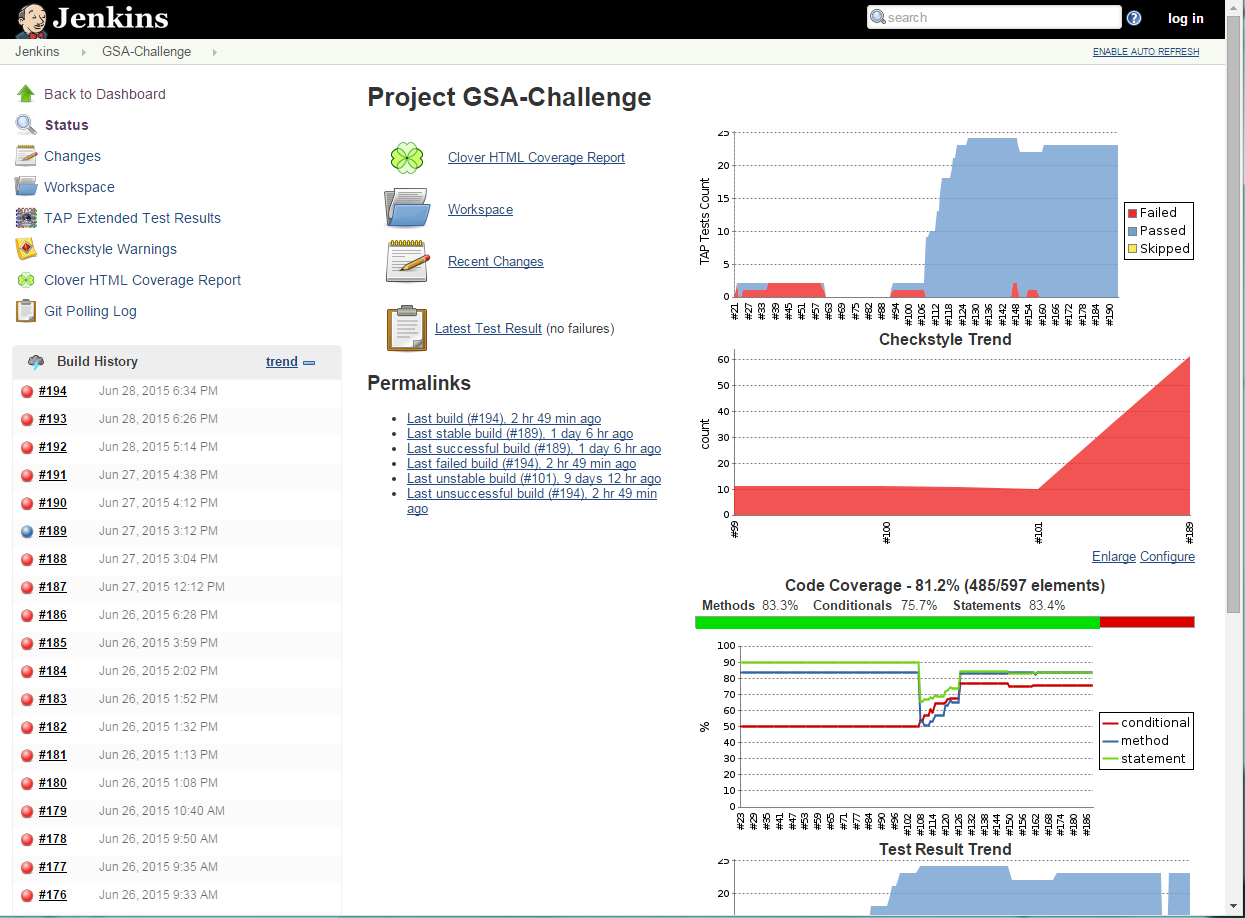 Jenkins
search
log in
Jenkins
GSA-Challenge
ENABLE AUTO REFRESH
Back to Dashboard
Status
Changes
Workspace
TAP Extended Test Results
Checkstyle Warnings
Clover HTML Coverage Report
Git Polling Log
Build History trend
#194 Jun 28, 2015 6:34 PM
#193 Jun 28, 2015 6:26 PM
#192 Jun 28, 2015 5:14 PM
#191 Jun 27, 2015 4:38 PM
#190 Jun 27, 2015 4:12 PM
#189 Jun 27, 2015 3:12 PM
#188 Jun 27, 2015 3:04 PM
#187 Jun 27, 2015 12:12 PM
#186 Jun 26, 2015 6:28 PM
#185 Jun 26, 2015 3:59 PM
#184 Jun 26, 2015 2:02 PM
#183 Jun 26, 2015 1:52 PM
#182 Jun 26, 2015 1:32 PM
#181 Jun 26, 2015 1:13 PM
#180 Jun 26, 2015 1:08 PM
#179 Jun 26, 2015 10:40 AM
#178 Jun 26, 2015 9:50 AM
#177 Jun 26, 2015 9:35 AM
#176 Jun 26, 2015 9:33 AM
Project GSA-Challenge
Clover HTML Coverage Report
Workspace
Recent Changes
Latest Test Result (no failures)
Permalinks
Last build (#194), 2 hr 49 min ago
Last stable build (#189), 1 day 6 hr ago
Last successful build (#189), 1 day 6 hr ago
Last failed build (#194), 2 hr 49 min ago
Last unstable build (#101), 9 days 12 hr ago
Last unsuccessful build (#194), 2 hr 49 min
ago
TAP Tests Count
25
20
15
10
5
0
#21 #27 #33 #39 #45 #51 #57 #63 #69 #75 #82 #88 #94 #100 #106 #112 #118 #124 #130 #136 #142 #148 #154 #160 #166 #172 #178 #184 #190
Failed
Passed
Skipped
Checkstyle Trend
count
60
50
40
30
20
10
0
#99 #100 #101 #189
Enlarge Configure
Code Coverage - 81.2% (485/597 elements)
Methods 83.3% Conditionals 75.7% Statements 83.4%
%
100
90
80
70
60
50
40
30
20
10
0
#23 #29 #35 #41 #47 #53 #59 #65 #71 #77 #84 #90 #96 #102 #108 #114 #120 #126 #132 #138 #144 #150 #156 #162 #168 #174 #180 #186
conditional
method
statement
Test Result Trend
25
20